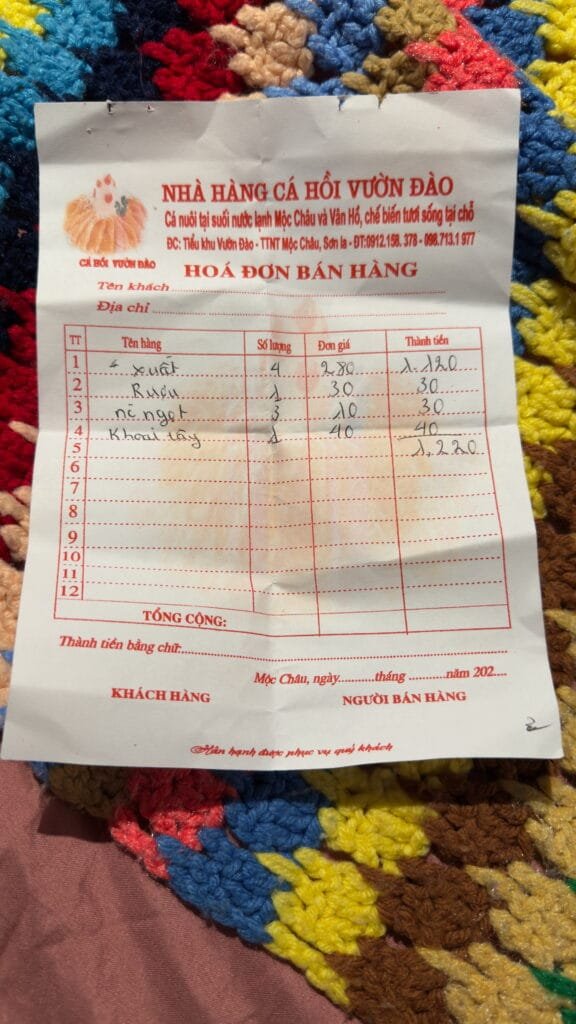 NHÀ HÀNG CÁ HỒI VƯỜN ĐÀO
Cá nuôi tại suối nước lạnh Mộc Châu và Vân Hồ, chế biến tươi sống tại chỗ
ĐC: Tiểu khu Vườn Đào - TTNT Mộc Châu, Sơn la - ĐT:0912.158. 378 - 098.713.1 977
CÁ HỒI VƯỜN ĐÀO
HOÁ ĐƠN BÁN HÀNG
Tên khách
Địa chỉ
TT Tên hàng Số lượng Đơn giá Thành tiền
1 xuất 4 280 1.120
2 Rượu 1 30 30
3 nc ngọt 3 10 30
4 Khoai tây 1 40 40
5 1,220
6
7
8
9
10
11
12
TỔNG CỘNG:
Thành tiền bằng chữ:
Mộc Châu, ngày...........tháng ...........năm 202....
KHÁCH HÀNG NGƯỜI BÁN HÀNG
Hân hạnh được phục vụ quý khách